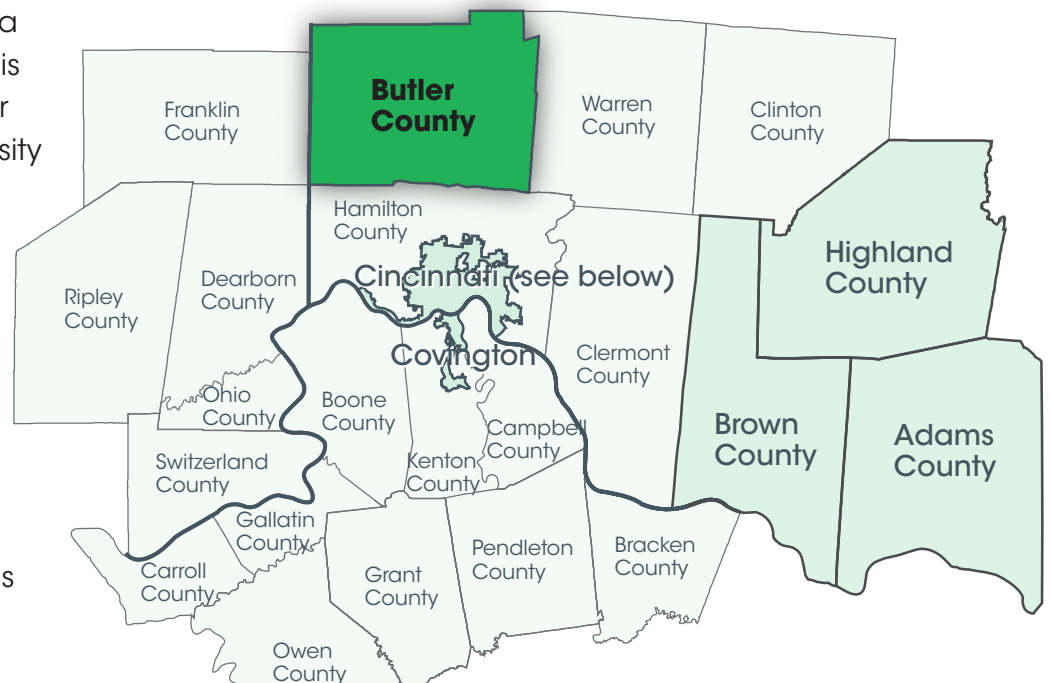 a
is
r
sity
s
Butler
County
Franklin
County
Warren
County
Clinton
County
Hamilton
County
Highland
County
Cincinnati (see below)
Dearborn
County
Ripley
County
Covington
Clermont
County
Ohio
County
Boone
County
Brown
County
Campbell
County
Adams
County
Switzerland
County
Kenton
County
Gallatin
County
Pendleton
County
Bracken
County
Carroll
County
Grant
County
Owen
County